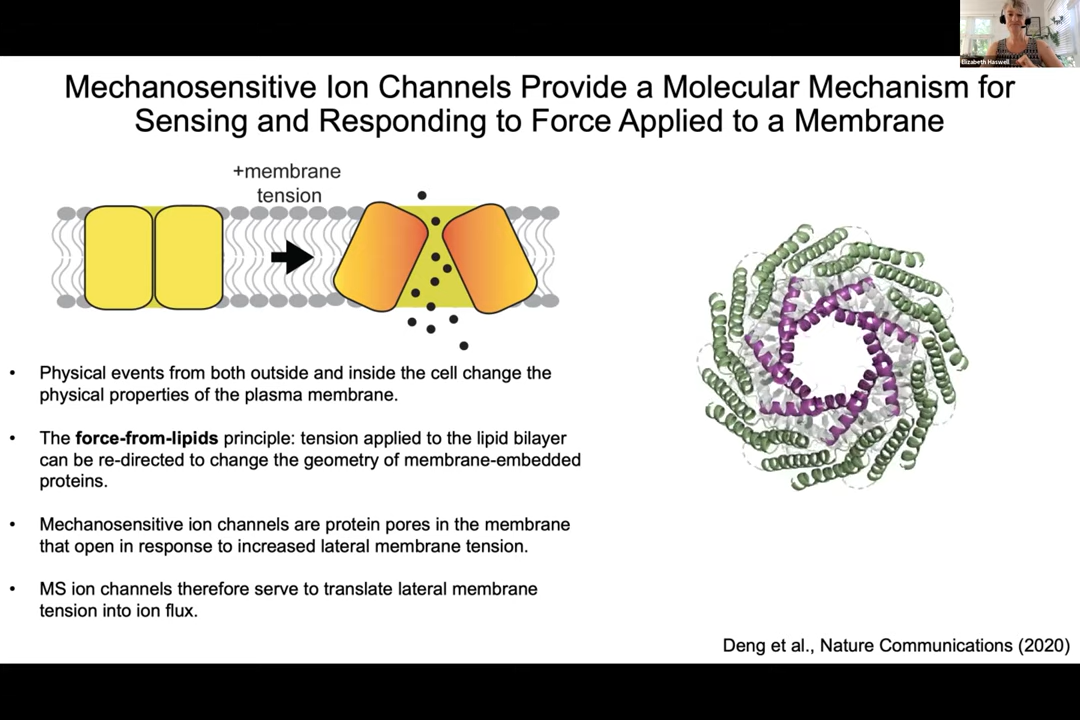 Elizabeth Haswell
Mechanosensitive Ion Channels Provide a Molecular Mechanism for
Sensing and Responding to Force Applied to a Membrane
+membrane
tension
• Physical events from both outside and inside the cell change the
physical properties of the plasma membrane.
• The force-from-lipids principle: tension applied to the lipid bilayer
can be re-directed to change the geometry of membrane-embedded
proteins.
• Mechanosensitive ion channels are protein pores in the membrane
that open in response to increased lateral membrane tension.
• MS ion channels therefore serve to translate lateral membrane
tension into ion flux.
Deng et al., Nature Communications (2020)